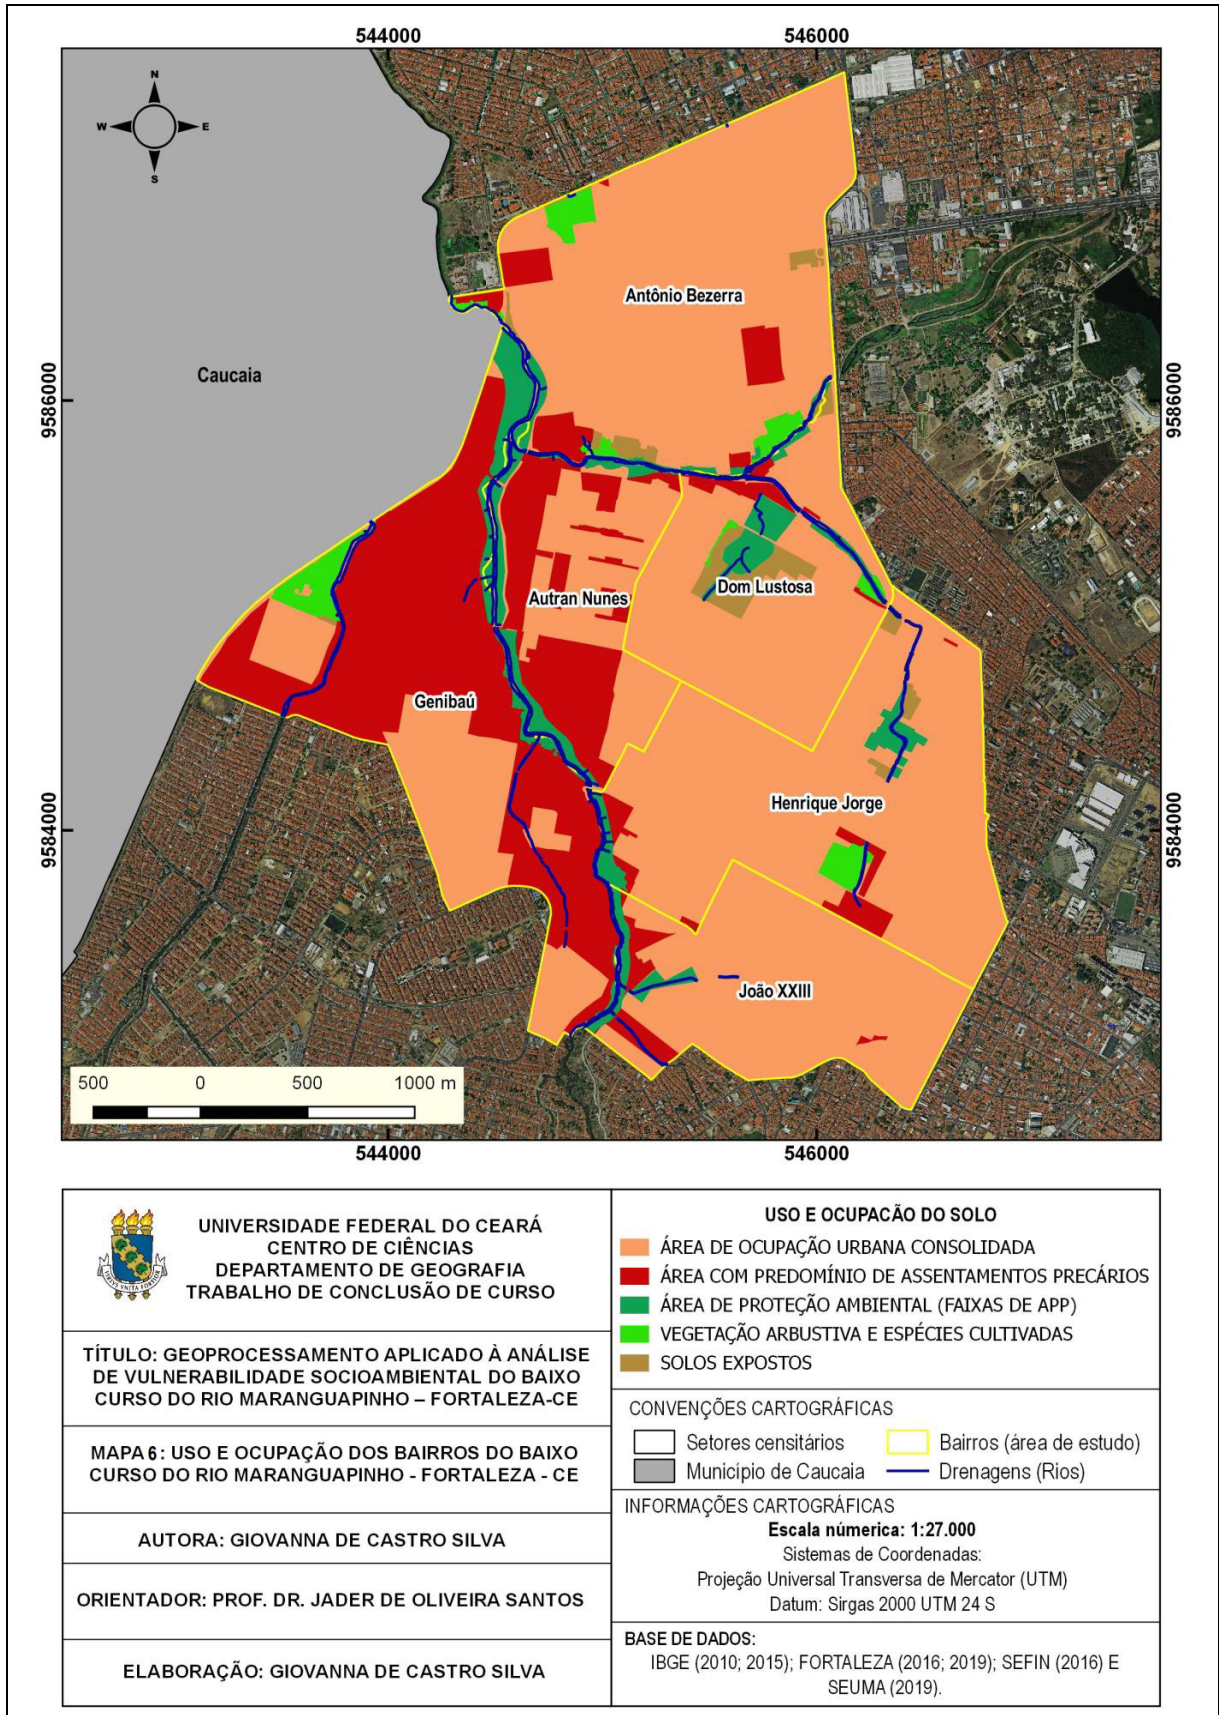 544000
546000
N
W
E
S
Antônio Bezerra
Caucaia
9586000
9586000
Autran Nunes
Dom Lustosa
Genibaú
Henrique Jorge
9584000
9584000
João XXIII
500
0
500
1000 m
544000
546000
UNIVERSIDADE FEDERAL DO CEARÁ
CENTRO DE CIÊNCIAS
DEPARTAMENTO DE GEOGRAFIA
TRABALHO DE CONCLUSÃO DE CURSO
VIRTUS UNITA FORTIOR
TÍTULO: GEOPROCESSAMENTO APLICADO À ANÁLISE
DE VULNERABILIDADE SOCIOAMBIENTAL DO BAIXO
CURSO DO RIO MARANGUAPINHO – FORTALEZA-CE
MAPA 6: USO E OCUPAÇÃO DOS BAIRROS DO BAIXO
CURSO DO RIO MARANGUAPINHO - FORTALEZA - CE
AUTORA: GIOVANNA DE CASTRO SILVA
ORIENTADOR: PROF. DR. JADER DE OLIVEIRA SANTOS
ELABORAÇÃO: GIOVANNA DE CASTRO SILVA
USO E OCUPACÃO DO SOLO
ÁREA DE OCUPAÇÃO URBANA CONSOLIDADA
ÁREA COM PREDOMÍNIO DE ASSENTAMENTOS PRECÁRIOS
ÁREA DE PROTEÇÃO AMBIENTAL (FAIXAS DE APP)
VEGETAÇÃO ARBUSTIVA E ESPÉCIES CULTIVADAS
SOLOS EXPOSTOS
CONVENÇÕES CARTOGRÁFICAS
Setores censitários
Bairros (área de estudo)
Município de Caucaia
Drenagens (Rios)
INFORMAÇÕES CARTOGRÁFICAS
Escala númerica: 1:27.000
Sistemas de Coordenadas:
Projeção Universal Transversa de Mercator (UTM)
Datum: Sirgas 2000 UTM 24 S
BASE DE DADOS:
IBGE (2010; 2015); FORTALEZA (2016; 2019); SEFIN (2016) E
SEUMA (2019).